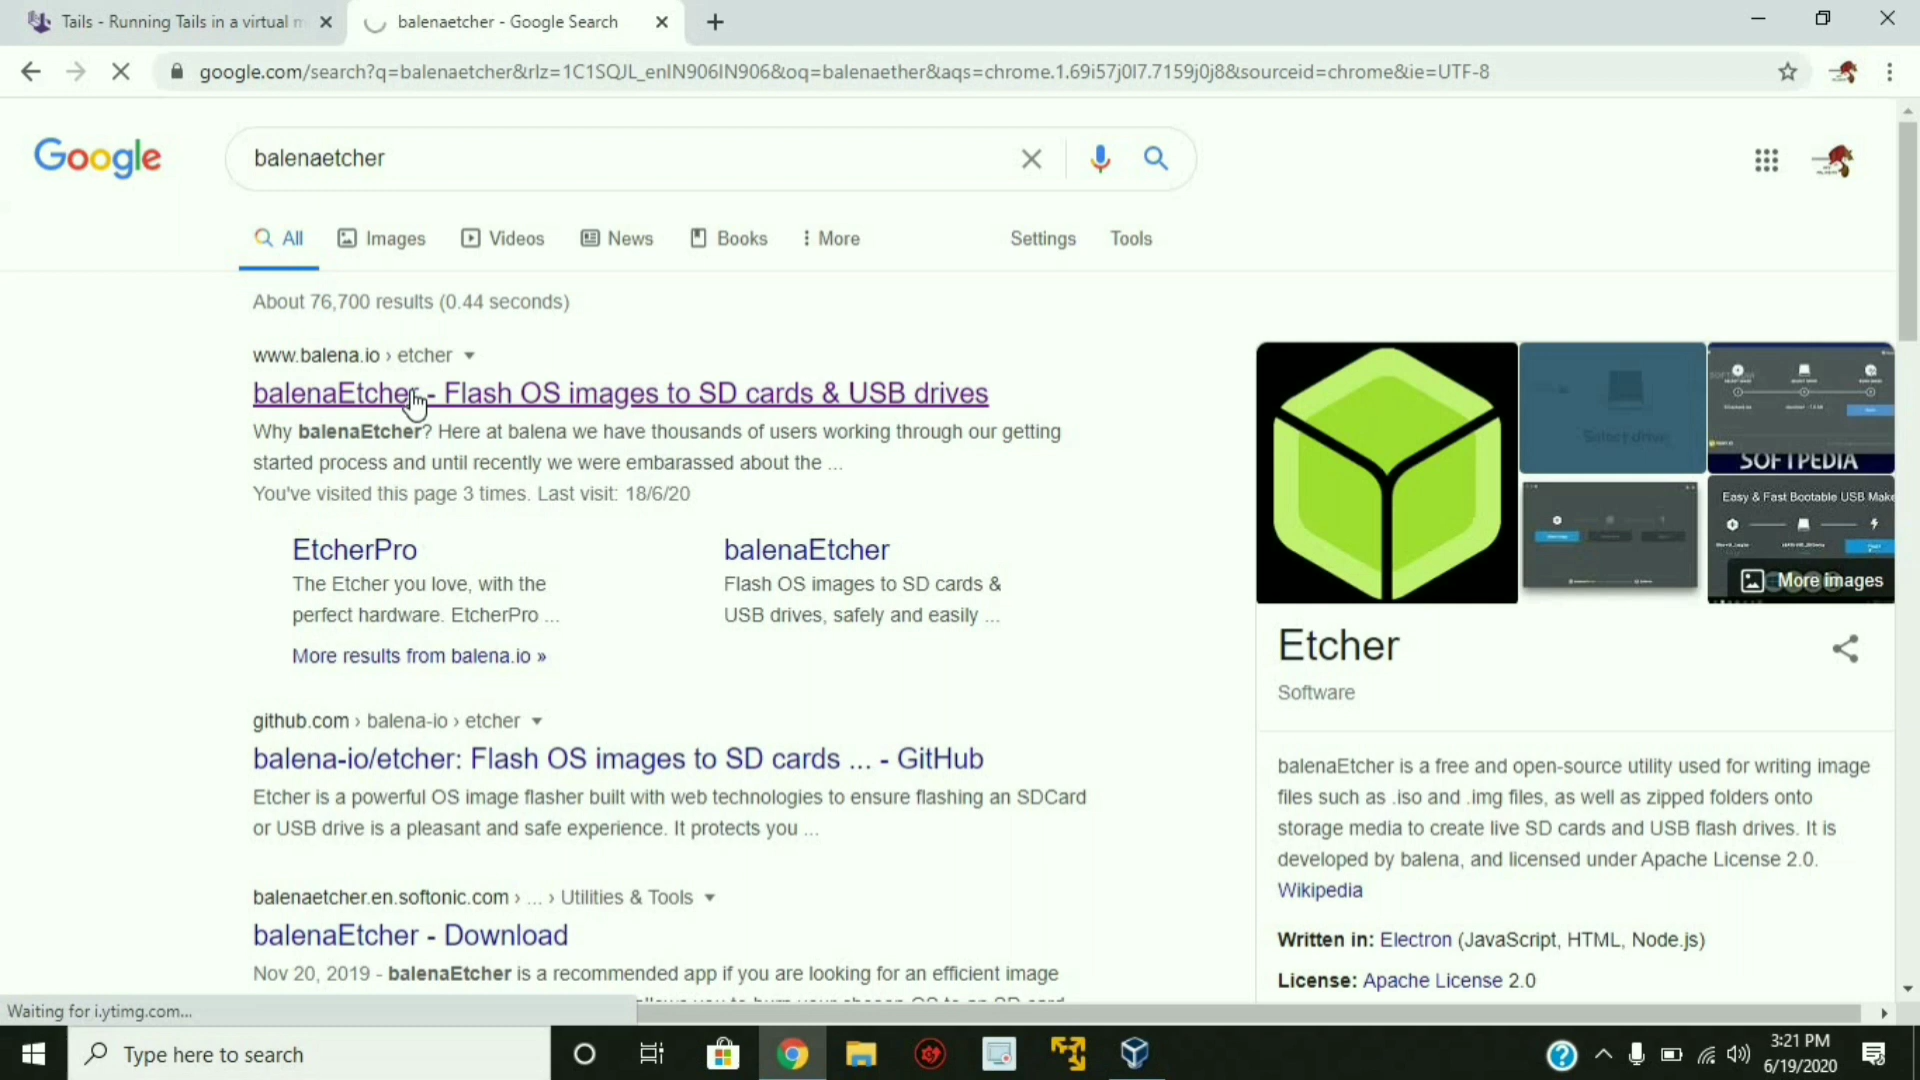 Tails - Running Tails in a virtual m
balenaetcher - Google Search
google.com/search?q=balenaetcher&rlz=1C1SQJL_enIN906IN906&oq=balenaether&aqs=chrome.1.69i57j0l7.7159j0j8&sourceid=chrome&ie=UTF-8
Google
balenaetcher
All
Images
Videos
News
Books
More
Settings
Tools
About 76,700 results (0.44 seconds)
www.balena.io › etcher
balenaEtcher - Flash OS images to SD cards & USB drives
Why balenaEtcher? Here at balena we have thousands of users working through our getting
started process and until recently we were embarassed about the ...
You've visited this page 3 times. Last visit: 18/6/20
EtcherPro
The Etcher you love, with the
perfect hardware. EtcherPro ...
balenaEtcher
Flash OS images to SD cards &
USB drives, safely and easily ...
More results from balena.io »
github.com › balena-io › etcher
balena-io/etcher: Flash OS images to SD cards ... - GitHub
Etcher is a powerful OS image flasher built with web technologies to ensure flashing an SDCard
or USB drive is a pleasant and safe experience. It protects you ...
balenaetcher.en.softonic.com › ... › Utilities & Tools
balenaEtcher - Download
Nov 20, 2019 - balenaEtcher is a recommended app if you are looking for an efficient image
Select drive
SOFTPEDIA
Easy & Fast Bootable USB Make
More images
Etcher
Software
balenaEtcher is a free and open-source utility used for writing image
files such as .iso and .img files, as well as zipped folders onto
storage media to create live SD cards and USB flash drives. It is
developed by balena, and licensed under Apache License 2.0.
Wikipedia
Written in: Electron (JavaScript, HTML, Node.js)
License: Apache License 2.0
Waiting for i.ytimg.com...
Type here to search
3:21 PM
6/19/2020